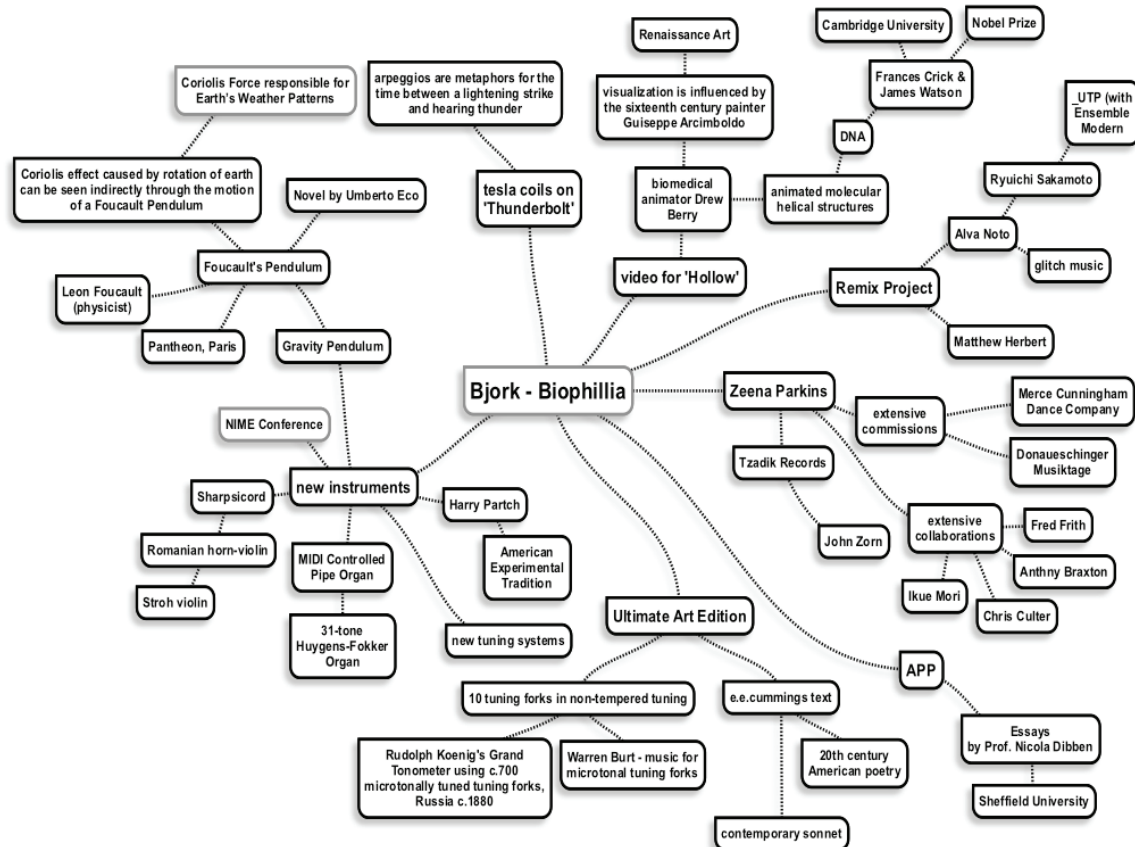 Cambridge University
Nobel Prize
Renaissance Art
Coriolis Force responsible for
Earth's Weather Patterns
arpeggios are metaphors for the
time between a lightening strike
and hearing thunder
visualization is influenced by
the sixteenth century painter
Guiseppe Arcimboldo
Frances Crick &
James Watson
_UTP (with
Ensemble
Modern
DNA
Coriolis effect caused by rotation of earth
can be seen indirectly through the motion
of a Foucault Pendulum
Novel by Umberto Eco
tesla coils on
'Thunderbolt'
biomedical
animator Drew
Berry
animated molecular
helical structures
Ryuichi Sakamoto
Alva Noto
glitch music
Foucault's Pendulum
video for 'Hollow'
Remix Project
Leon Foucault
(physicist)
Pantheon, Paris
Gravity Pendulum
Matthew Herbert
Bjork - Biophillia
Zeena Parkins
extensive
commissions
Merce Cunningham
Dance Company
NIME Conference
Tzadik Records
Donaueschinger
Musiktage
new instruments
Sharpsicord
Harry Partch
John Zorn
extensive
collaborations
Fred Frith
Romanian horn-violin
MIDI Controlled
Pipe Organ
American
Experimental
Tradition
Anthny Braxton
Stroh violin
Ikue Mori
Chris Culter
31-tone
Huygens-Fokker
Organ
new tuning systems
Ultimate Art Edition
APP
10 tuning forks in non-tempered tuning
e.e.cummings text
Essays
by Prof. Nicola Dibben
Rudolph Koenig's Grand
Tonometer using c.700
microtonally tuned tuning forks,
Russia c.1880
Warren Burt - music for
microtonal tuning forks
20th century
American poetry
Sheffield University
contemporary sonnet